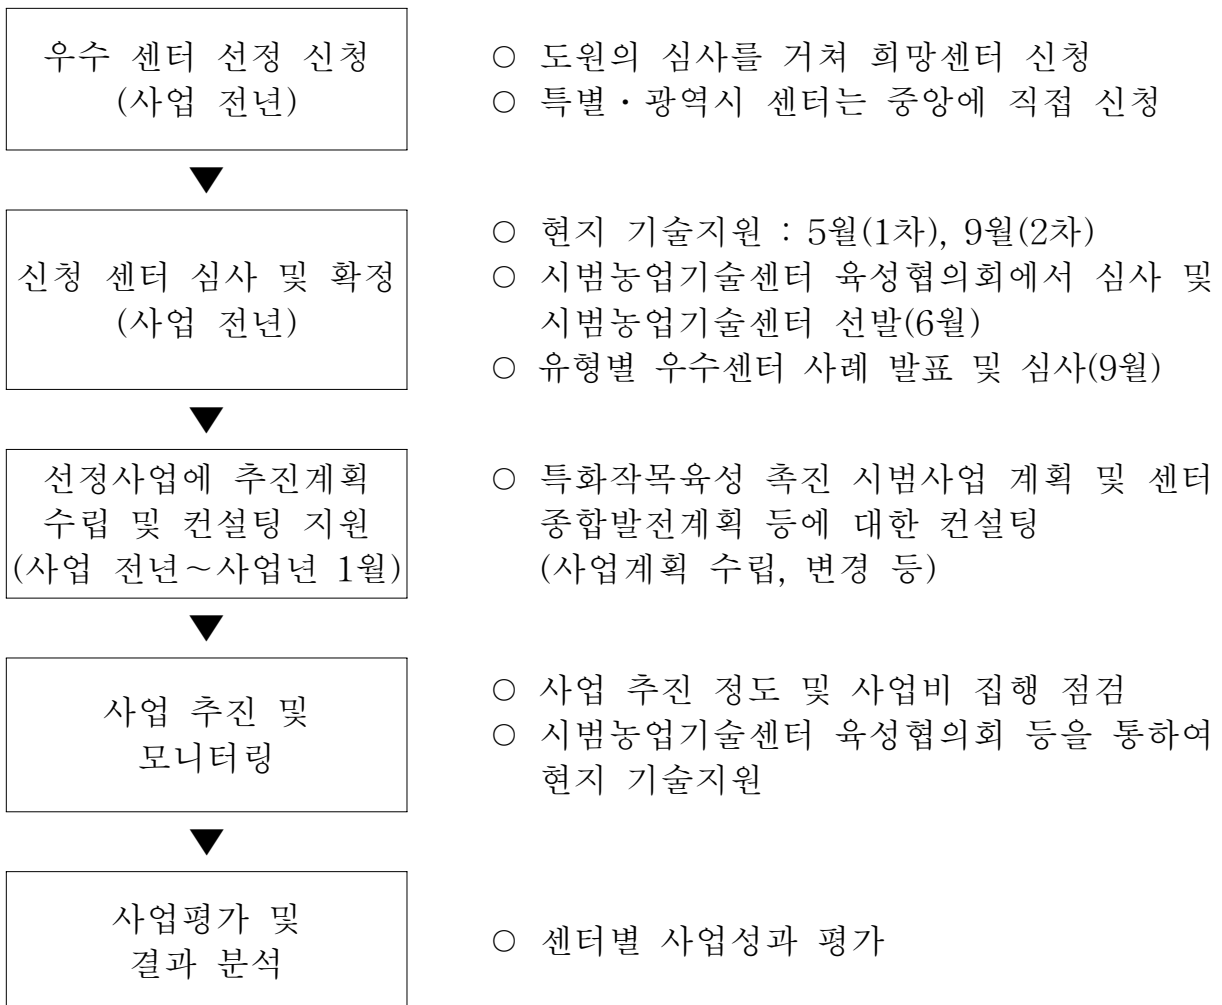 우수 센터 선정 신청
(사업 전년)
○ 도원의 심사를 거쳐 희망센터 신청
○ 특별・광역시 센터는 중앙에 직접 신청
▼
신청 센터 심사 및 확정
(사업 전년)
○ 현지 기술지원 : 5월(1차), 9월(2차)
○ 시범농업기술센터 육성협의회에서 심사 및
시범농업기술센터 선발(6월)
○ 유형별 우수센터 사례 발표 및 심사(9월)
▼
선정사업에 추진계획
수립 및 컨설팅 지원
(사업 전년～사업년 1월)
○ 특화작목육성 촉진 시범사업 계획 및 센터
종합발전계획 등에 대한 컨설팅
(사업계획 수립, 변경 등)
▼
사업 추진 및
모니터링
○ 사업 추진 정도 및 사업비 집행 점검
○ 시범농업기술센터 육성협의회 등을 통하여
현지 기술지원
▼
사업평가 및
결과 분석
○ 센터별 사업성과 평가